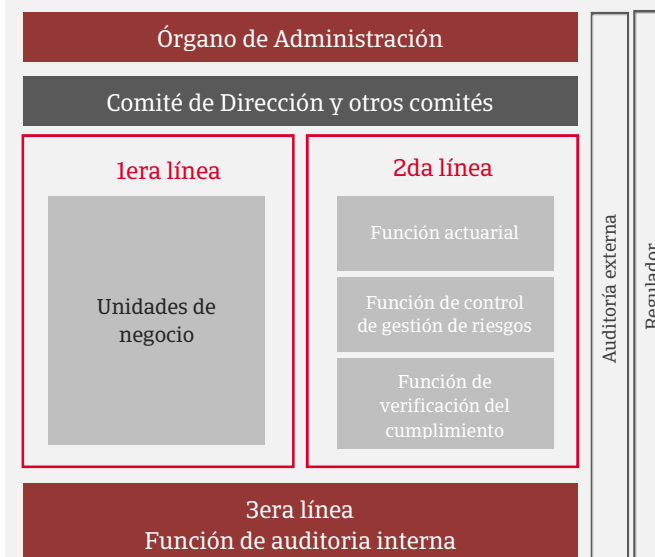 Órgano de Administración
Comité de Dirección y otros comités
1era línea
Unidades de
negocio
2da línea
Función actuarial
Función de control
de gestión de riesgos
Función de
verificación del
cumplimiento
3era línea
Función de auditoria interna
Auditoría externa
Regulador